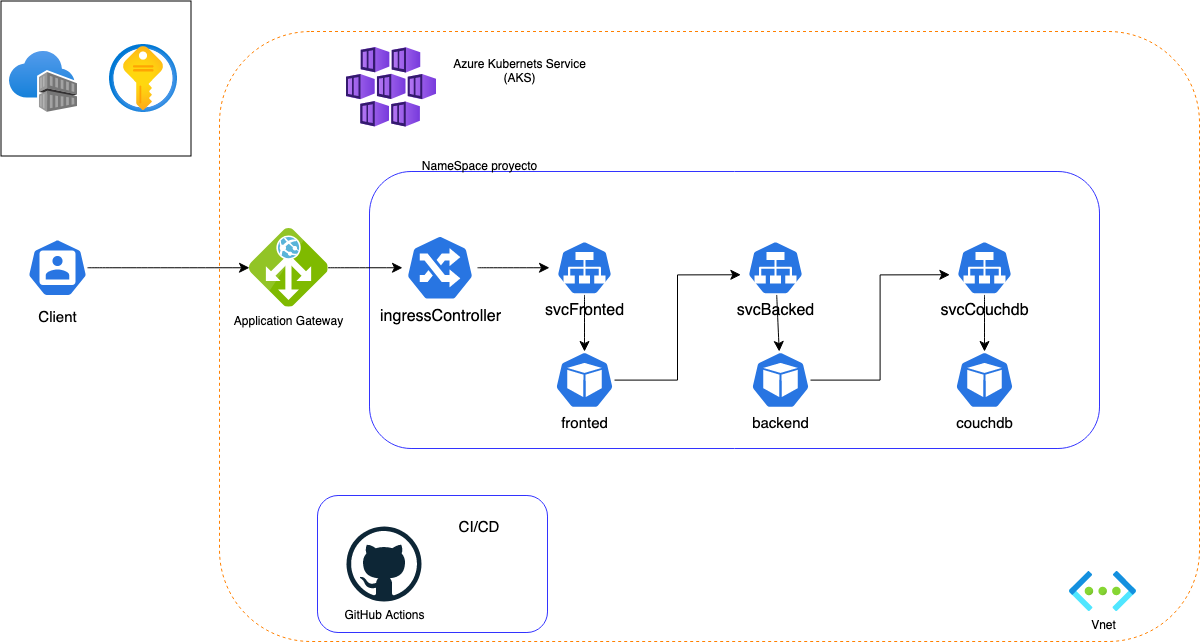 Azure Kubernets Service
(AKS)
NameSpace proyecto
Client
Application Gateway
ingressController
svcFronted
svcBacked
svcCouchdb
fronted
backend
couchdb
CI/CD
GitHub Actions
Vnet